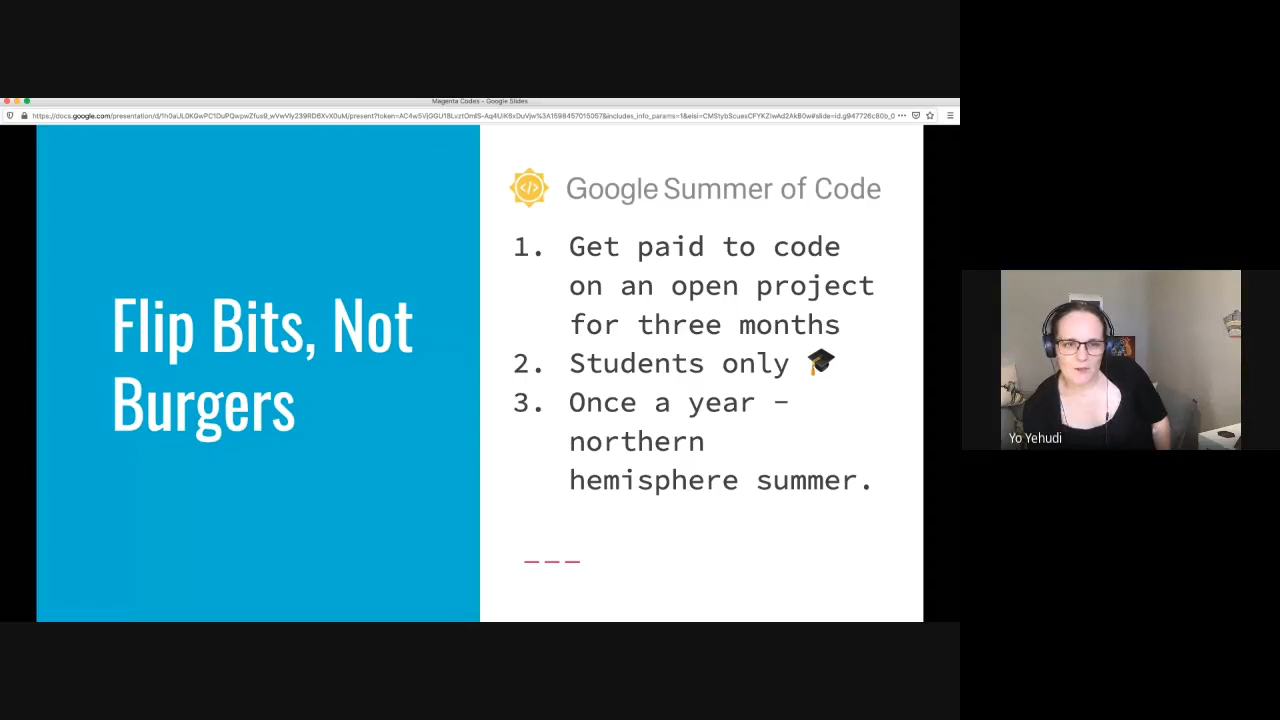 Magenta Codes - Google Slides
Flip Bits, Not
Burgers
Google Summer of Code
1. Get paid to code
on an open project
for three months
2. Students only 🎓
3. Once a year –
northern
hemisphere summer.
Yo Yehudi